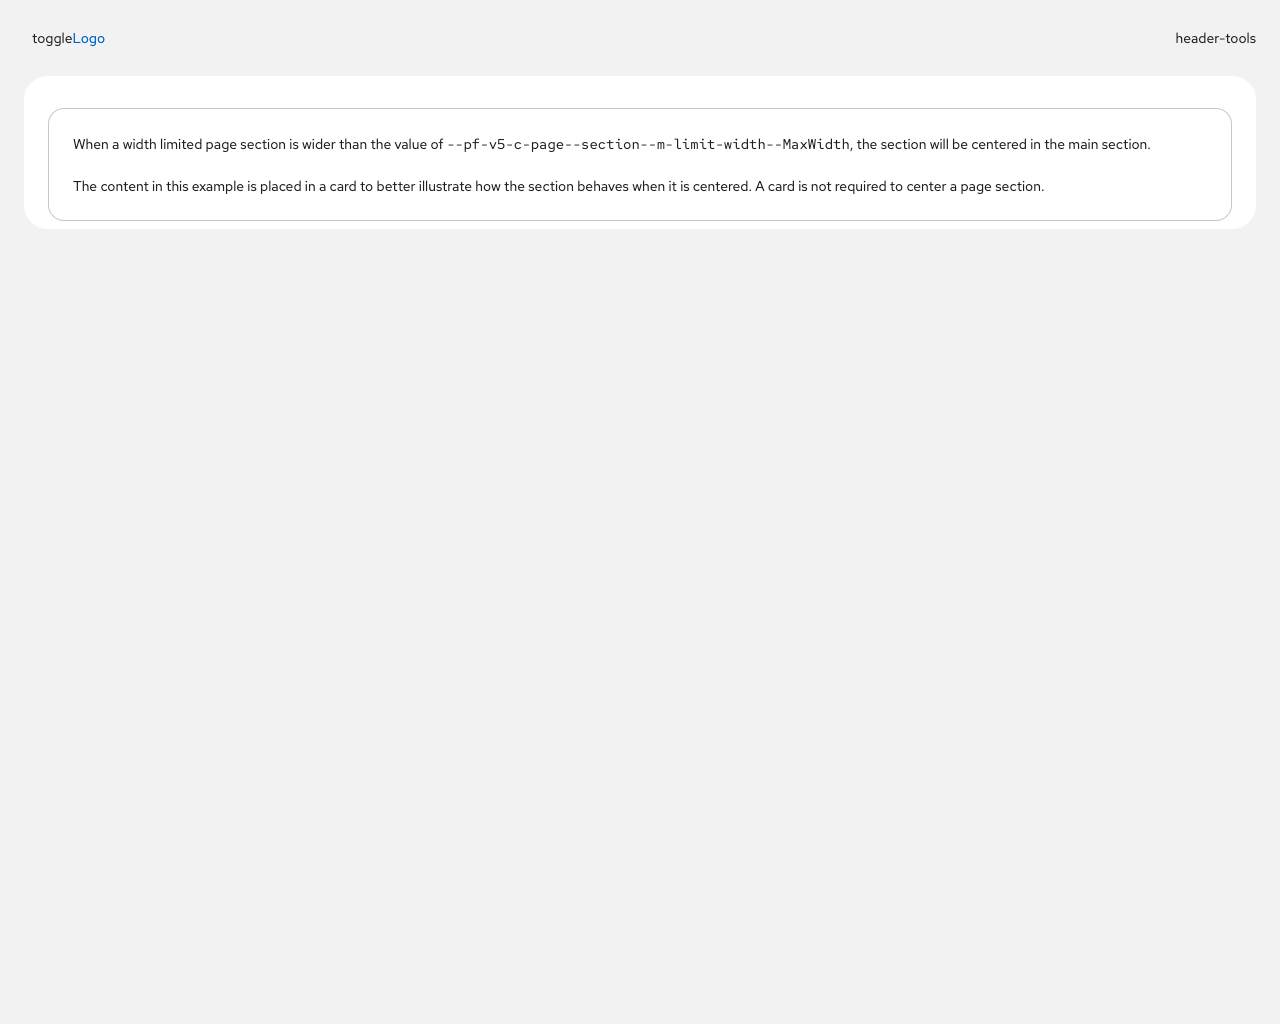 toggleLogo
header-tools
When a width limited page section is wider than the value of --pf-v5-c-page--section--m-limit-width--MaxWidth, the section will be centered in the main section.
The content in this example is placed in a card to better illustrate how the section behaves when it is centered. A card is not required to center a page section.